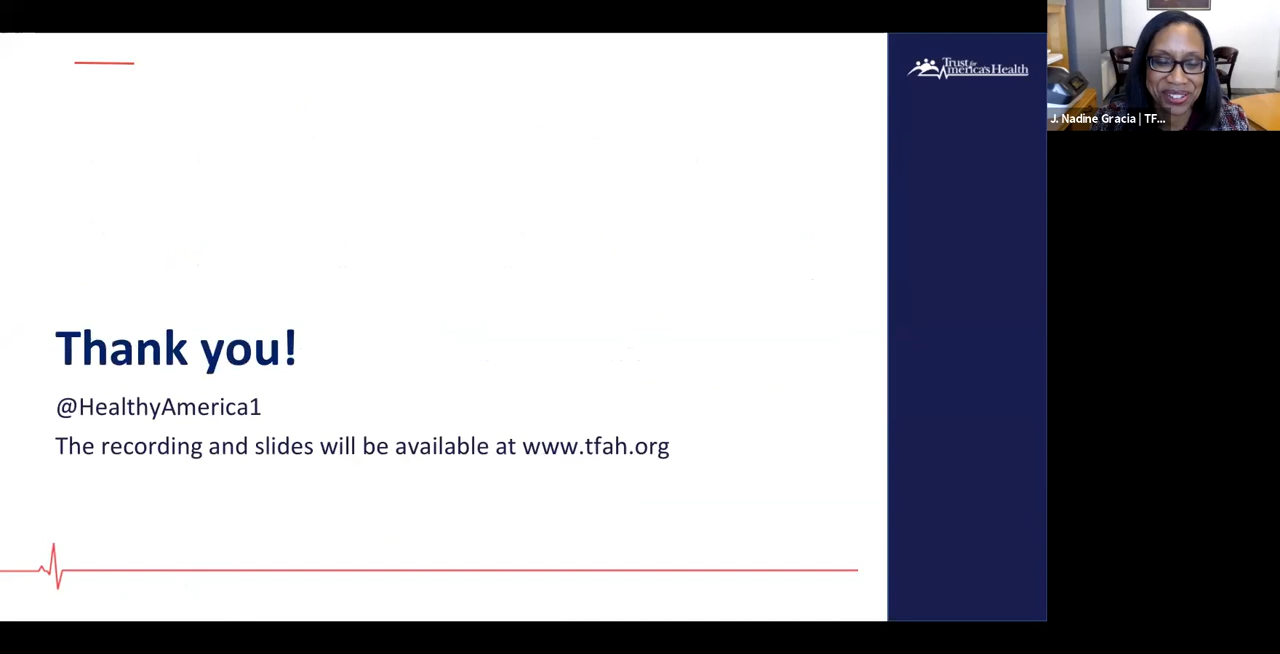 Trust for
America's Health
J. Nadine Gracia | TF...
Thank you!
@HealthyAmerica1
The recording and slides will be available at www.tfah.org